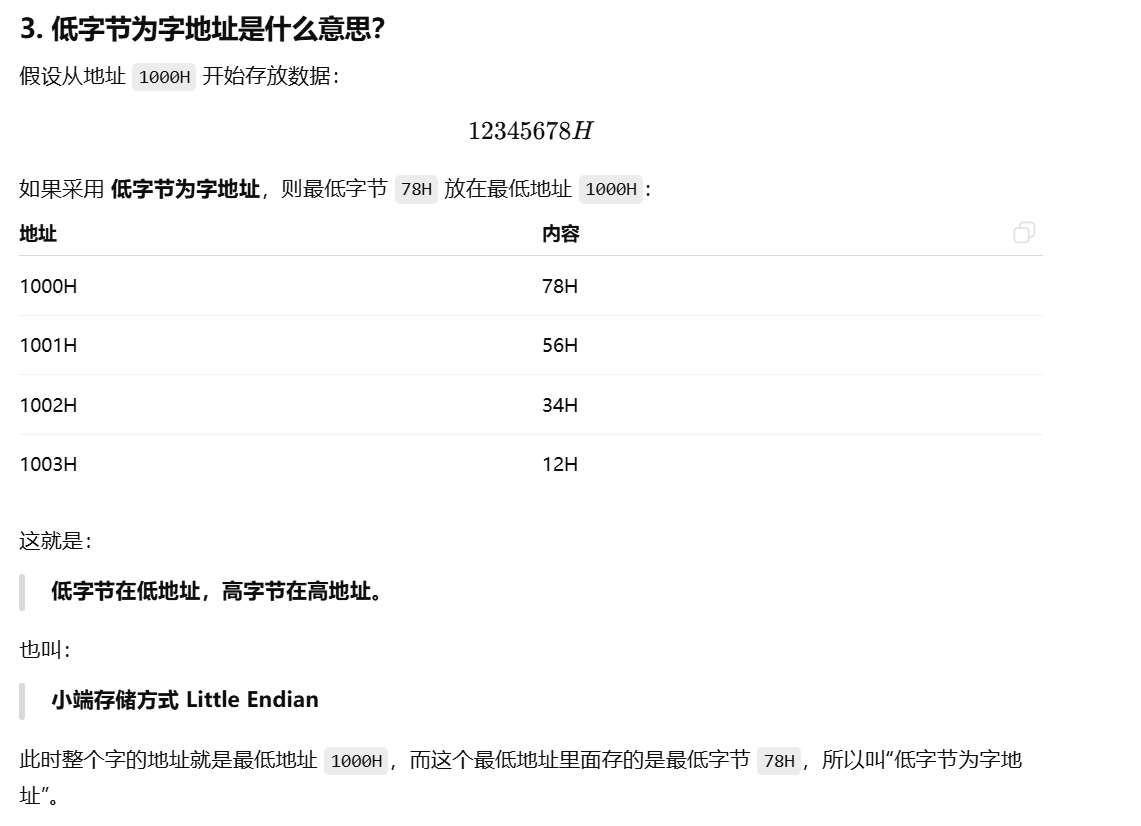 3. 低字节为字地址是什么意思？
假设从地址 1000H 开始存放数据：
12345678H
如果采用 低字节为字地址，则最低字节 78H 放在最低地址 1000H：
地址 内容
1000H 78H
1001H 56H
1002H 34H
1003H 12H
这就是：
低字节在低地址，高字节在高地址。
也叫：
小端存储方式 Little Endian
此时整个字的地址就是最低地址 1000H，而这个最低地址里面存的是最低字节 78H，所以叫“低字节为字地
址”。